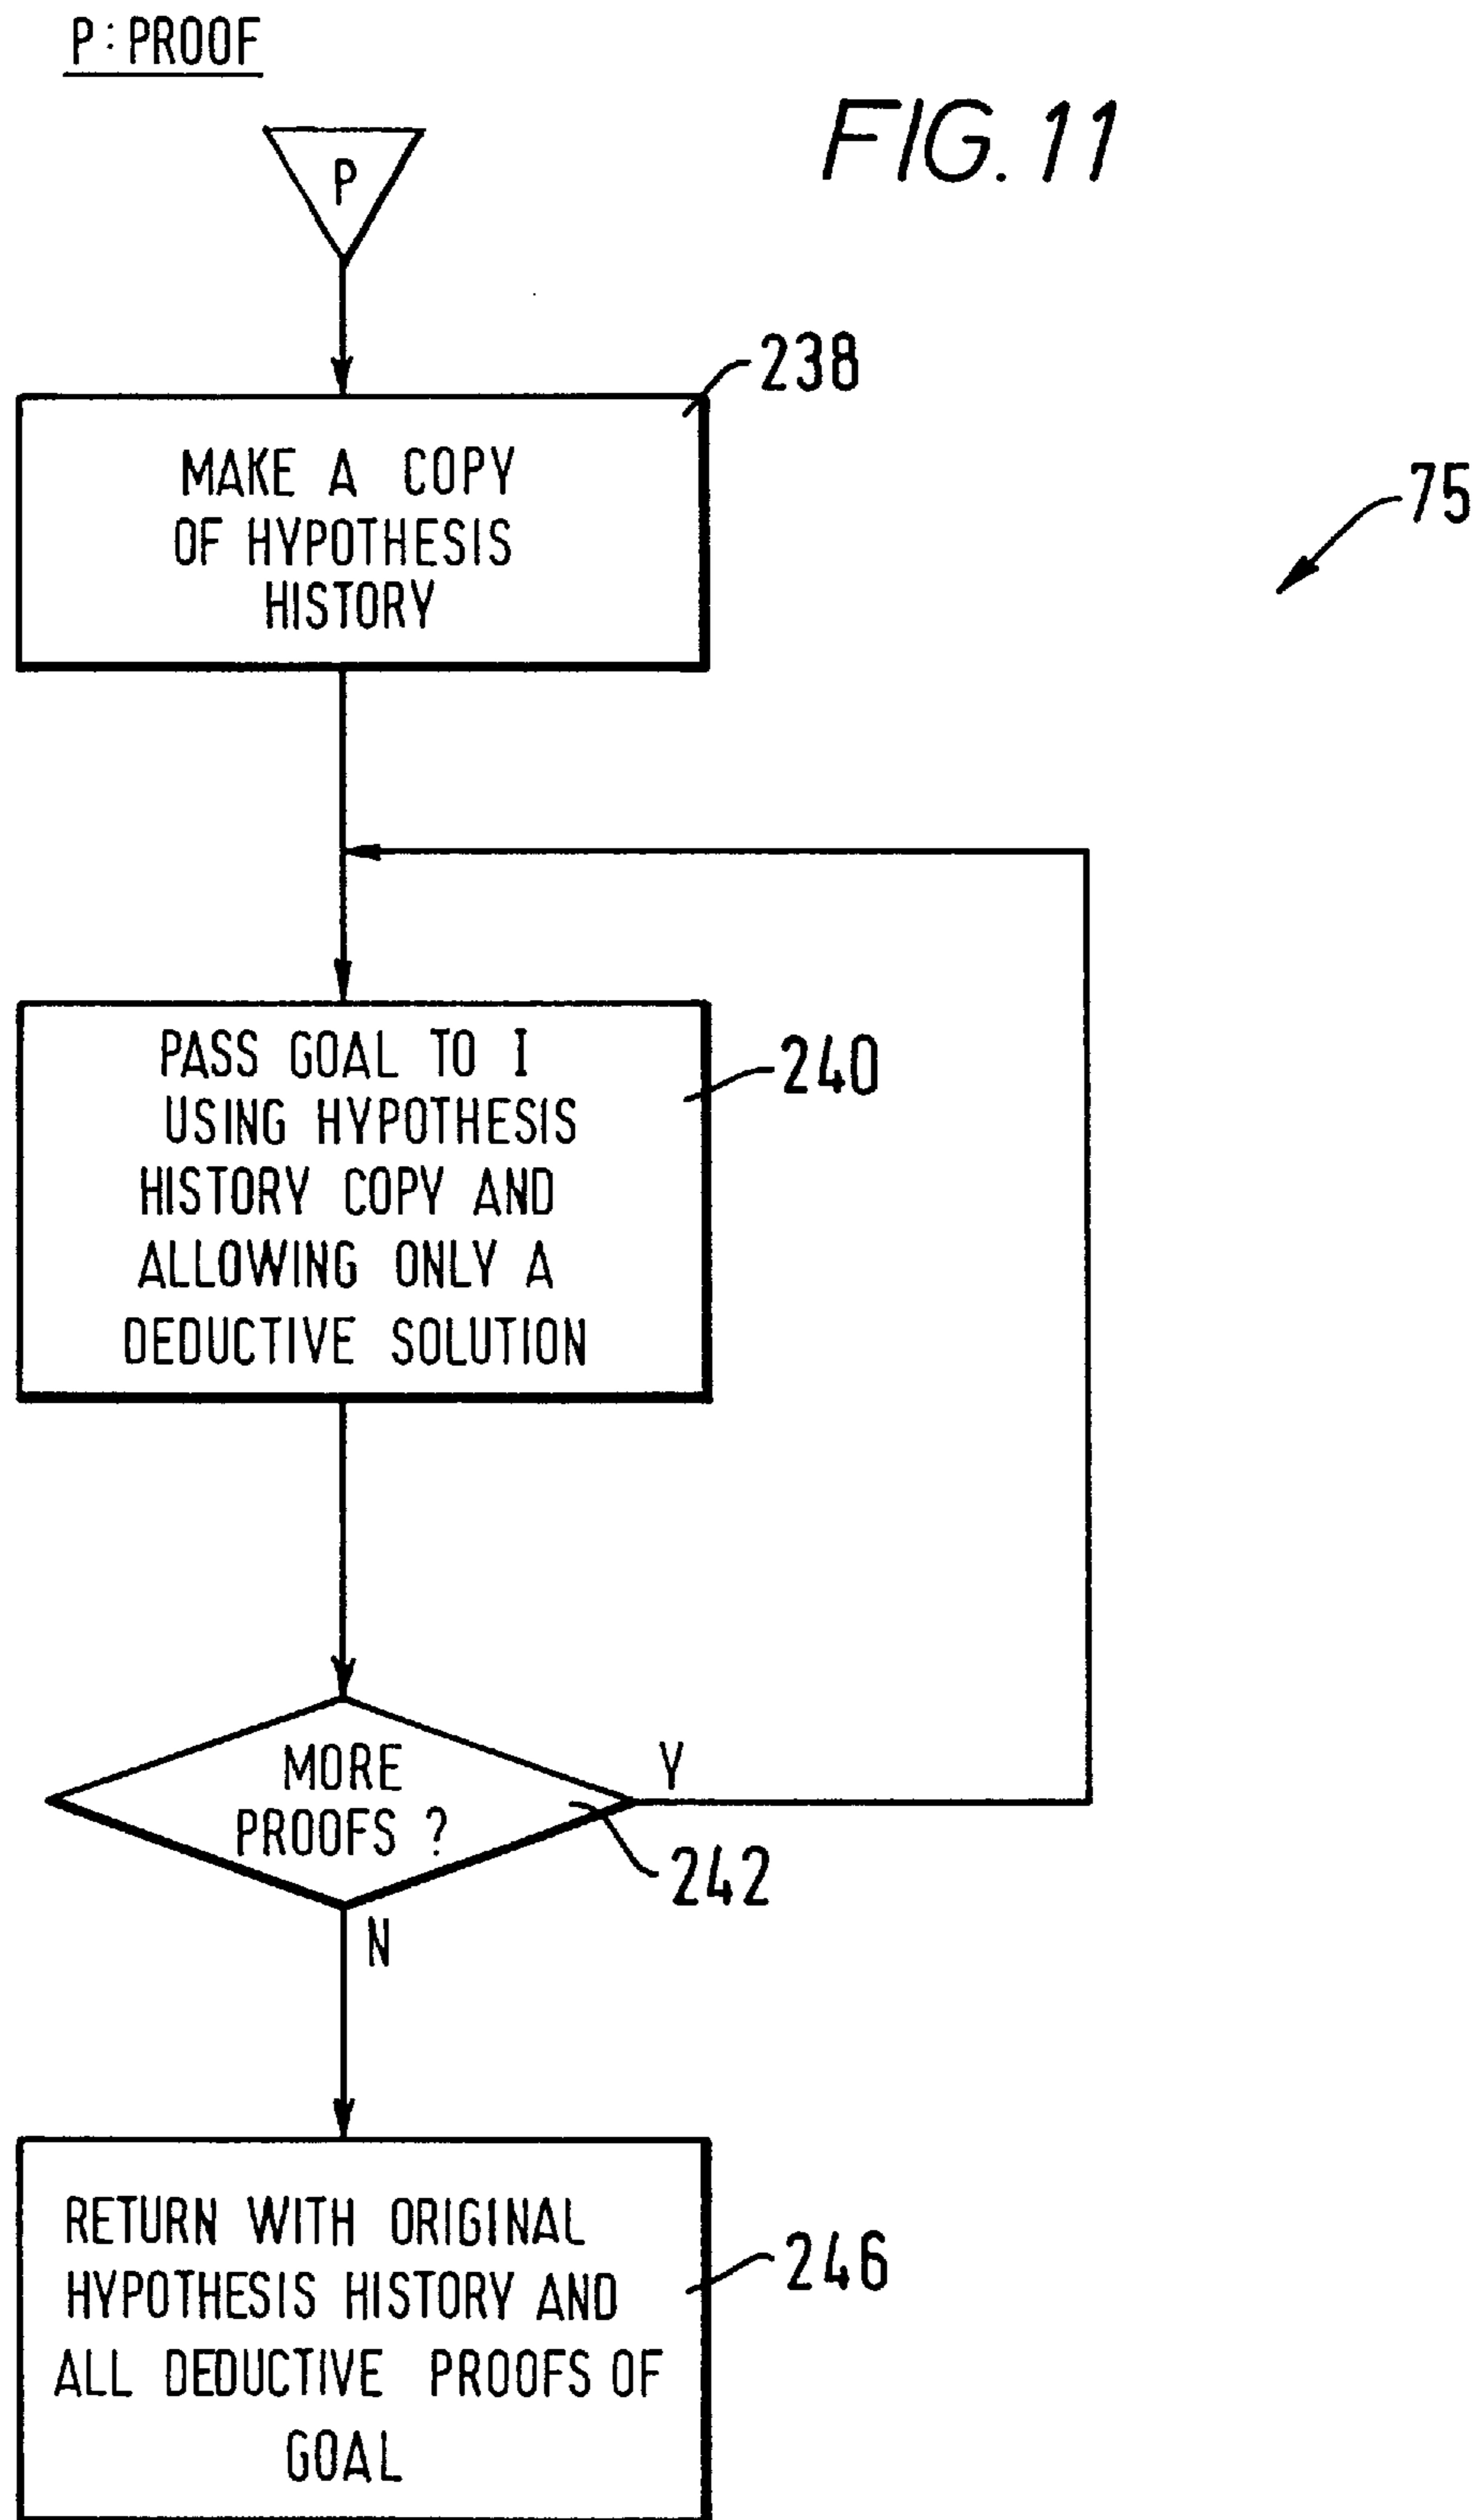 P : PROOF
FIG. 11
P
238
MAKE A COPY
OF HYPOTHESIS
HISTORY
75
PASS GOAL TO I
USING HYPOTHESIS
HISTORY COPY AND
ALLOWING ONLY A
DEDUCTIVE SOLUTION
240
MORE
PROOFS ?
Y
242
N
RETURN WITH ORIGINAL
HYPOTHESIS HISTORY AND
ALL DEDUCTIVE PROOFS OF
GOAL
246